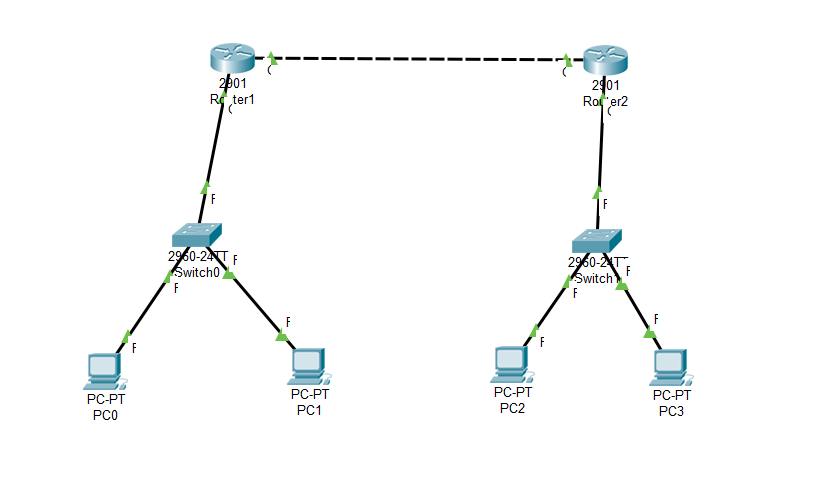 2901
Router1
2901
Router2
F
F
2960-24TT
Switch0
F
F
2960-24TT
F
F
F
F
F
F
F
PC-PT
PC0
PC-PT
PC1
PC-PT
PC2
PC-PT
PC3